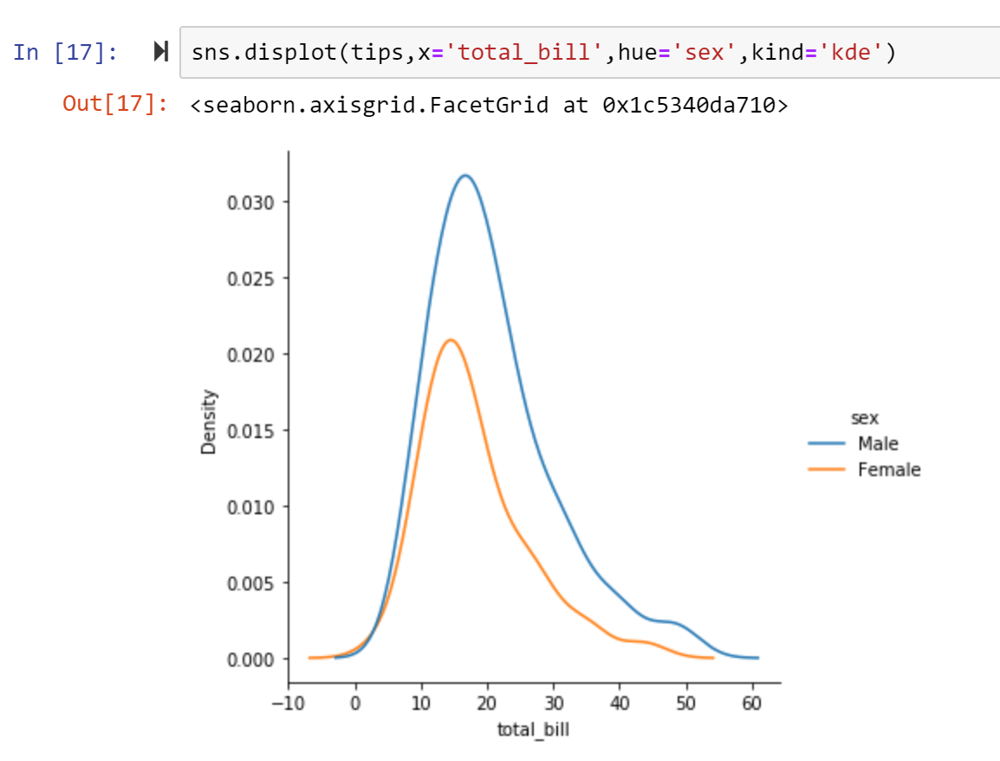 In [17]: sns.displot(tips,x='total_bill',hue='sex',kind='kde')
Out[17]: <seaborn.axisgrid.FacetGrid at 0x1c5340da710>
0.030
0.025
0.020
0.015
0.010
0.005
0.000
Density
−10 0 10 20 30 40 50 60
total_bill
sex
Male
Female